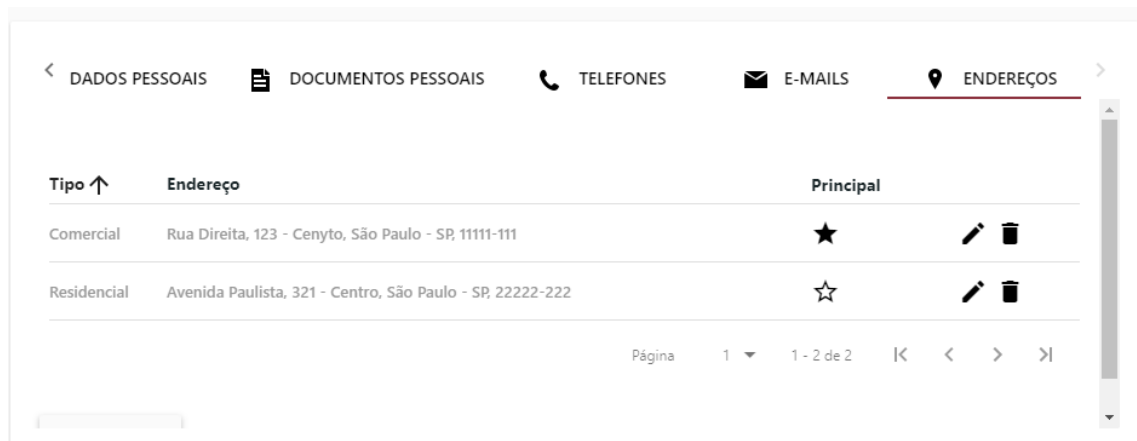 DADOS PESSOAIS DOCUMENTOS PESSOAIS TELEFONES E-MAILS ENDEREÇOS
Tipo Endereço Principal
Comercial Rua Direita, 123 - Cenyto, São Paulo - SP, 11111-111
Residencial Avenida Paulista, 321 - Centro, São Paulo - SP, 22222-222
Página 1 1 - 2 de 2